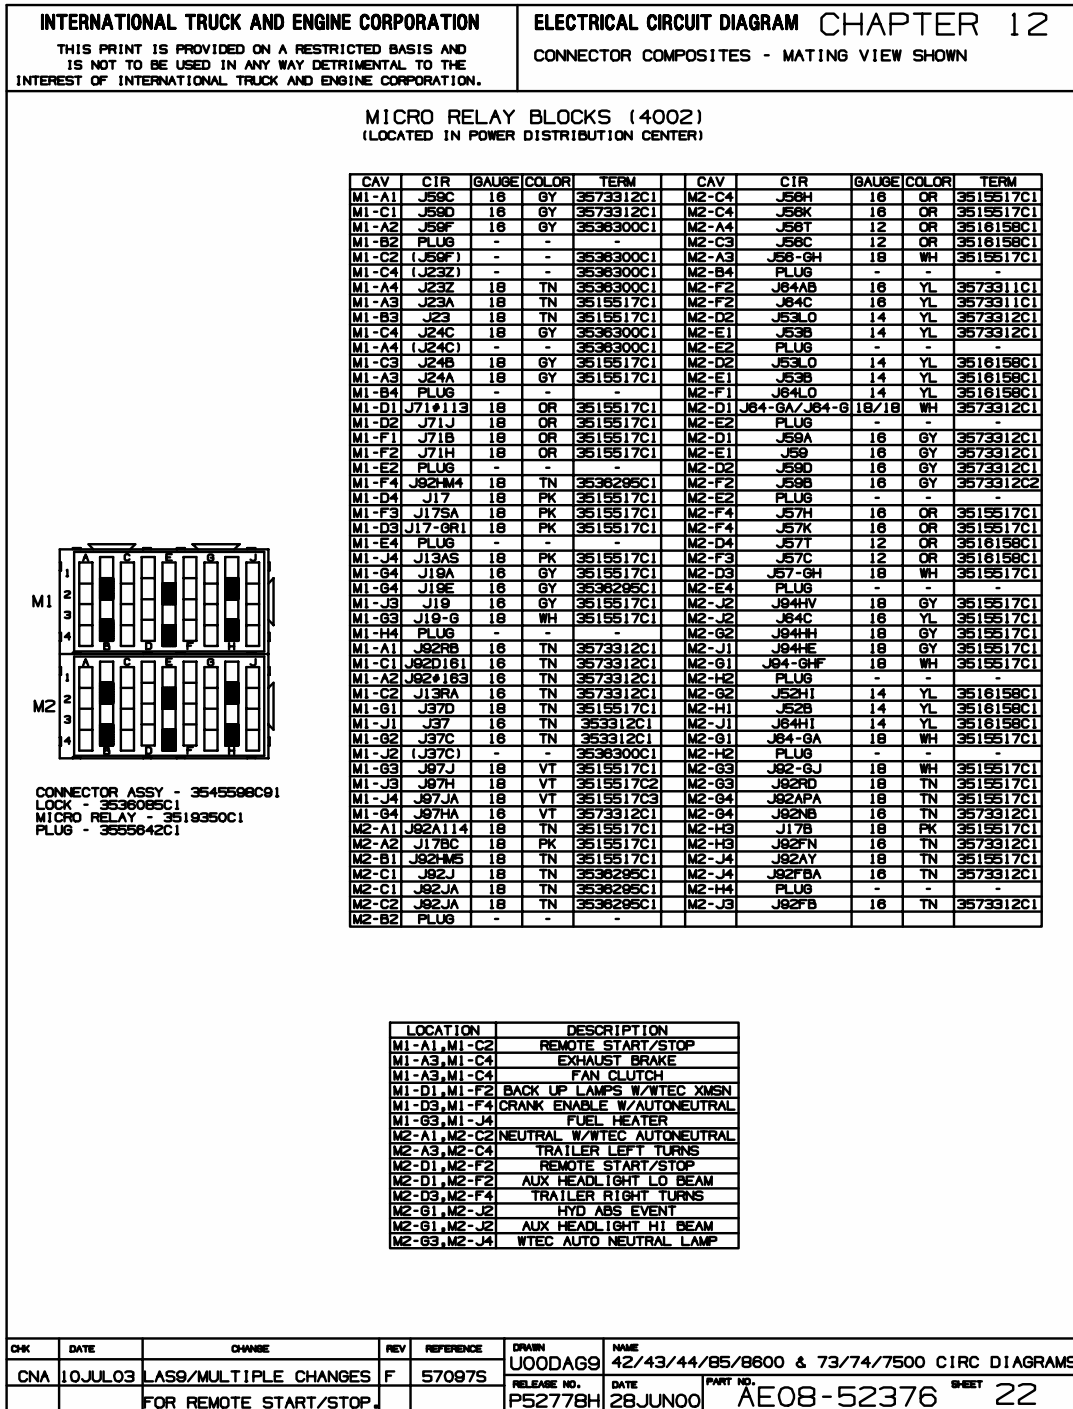 INTERNATIONAL TRUCK AND ENGINE CORPORATION
THIS PRINT IS PROVIDED ON A RESTRICTED BASIS AND
IS NOT TO BE USED IN ANY WAY DETRIMENTAL TO THE
INTEREST OF INTERNATIONAL TRUCK AND ENGINE CORPORATION.
ELECTRICAL CIRCUIT DIAGRAM CHAPTER 12
CONNECTOR COMPOSITES - MATING VIEW SHOWN
MICRO RELAY BLOCKS (4002)
(LOCATED IN POWER DISTRIBUTION CENTER)
CAV CIR GAUGE COLOR TERM CAV CIR GAUGE COLOR TERM
M1-A1 J59C 16 GY 3573312C1 M2-C4 J56H 16 OR 3515517C1
M1-C1 J59D 16 GY 3573312C1 M2-C4 J56K 16 OR 3515517C1
M1-A2 J59F 16 GY 3536300C1 M2-A4 J56T 12 OR 3516158C1
M1-B2 PLUG - - - M2-C3 J56C 12 OR 3516158C1
M1-C2 (J59F) - - 3536300C1 M2-A3 J56-GH 18 WH 3515517C1
M1-C4 (J23Z) - - 3536300C1 M2-B4 PLUG - - -
M1-A4 J23Z 18 TN 3536300C1 M2-F2 J64AB 16 YL 3573311C1
M1-A3 J23A 18 TN 3515517C1 M2-F2 J64C 16 YL 3573311C1
M1-B3 J23 18 TN 3515517C1 M2-D2 J53LO 14 YL 3573312C1
M1-C4 J24C 18 GY 3536300C1 M2-E1 J53B 14 YL 3573312C1
M1-A4 (J24C) - - 3536300C1 M2-E2 PLUG - - -
M1-C3 J24B 18 GY 3515517C1 M2-D2 J53LO 14 YL 3516158C1
M1-A3 J24A 18 GY 3515517C1 M2-E1 J53B 14 YL 3516158C1
M1-B4 PLUG - - - M2-F1 J64LO 14 YL 3516158C1
M1-D1 J71#113 18 OR 3515517C1 M2-D1 J64-GA/J64-G 18/18 WH 3573312C1
M1-D2 J71J 18 OR 3515517C1 M2-E2 PLUG - - -
M1-F1 J71B 18 OR 3515517C1 M2-D1 J59A 16 GY 3573312C1
M1-F2 J71H 18 OR 3515517C1 M2-E1 J59 16 GY 3573312C1
M1-E2 PLUG - - - M2-D2 J59D 16 GY 3573312C1
M1-F4 J92HM4 18 TN 3536295C1 M2-F2 J59B 16 GY 3573312C2
M1-D4 J17 18 PK 3515517C1 M2-E2 PLUG - - -
M1-F3 J17SA 18 PK 3515517C1 M2-F4 J57H 16 OR 3515517C1
M1-D3 J17-GR1 18 PK 3515517C1 M2-F4 J57K 16 OR 3515517C1
M1-E4 PLUG - - - M2-D4 J57T 12 OR 3516158C1
M1-J4 J13AS 18 PK 3515517C1 M2-F3 J57C 12 OR 3516158C1
M1-G4 J19A 16 GY 3515517C1 M2-D3 J57-GH 18 WH 3515517C1
M1-G4 J19E 16 GY 3536295C1 M2-E4 PLUG - - -
M1-J3 J19 16 GY 3515517C1 M2-J2 J94HV 18 GY 3515517C1
M1-G3 J19-G 18 WH 3515517C1 M2-J2 J64C 16 YL 3515517C1
M1-H4 PLUG - - - M2-G2 J94HH 18 GY 3515517C1
M1-A1 J92RB 16 TN 3573312C1 M2-J1 J94HE 18 GY 3515517C1
M1-C1 J92D161 16 TN 3573312C1 M2-G1 J94-GHF 18 WH 3515517C1
M1-A2 J92#163 16 TN 3573312C1 M2-H2 PLUG - - -
M1-C2 J13RA 16 TN 3573312C1 M2-G2 J52HI 14 YL 3516158C1
M1-G1 J37D 18 TN 3515517C1 M2-H1 J52B 14 YL 3516158C1
M1-J1 J37 16 TN 353312C1 M2-J1 J64HI 14 YL 3516158C1
M1-G2 J37C 16 TN 353312C1 M2-G1 J64-GA 18 WH 3515517C1
M1-J2 (J37C) - - 3536300C1 M2-H2 PLUG - - -
M1-G3 J97J 18 VT 3515517C1 M2-G3 J92-GJ 18 WH 3515517C1
M1-J3 J97H 18 VT 3515517C2 M2-G3 J92RD 18 TN 3515517C1
M1-J4 J97JA 18 VT 3515517C3 M2-G4 J92APA 18 TN 3515517C1
M1-G4 J97HA 16 VT 3573312C1 M2-G4 J92NB 16 TN 3573312C1
M2-A1 J92A114 18 TN 3515517C1 M2-H3 J17B 18 PK 3515517C1
M2-A2 J17BC 18 PK 3515517C1 M2-H3 J92FN 16 TN 3573312C1
M2-B1 J92HM5 18 TN 3515517C1 M2-J4 J92AY 18 TN 3515517C1
M2-C1 J92J 18 TN 3536295C1 M2-J4 J92FBA 16 TN 3573312C1
M2-C1 J92JA 18 TN 3536295C1 M2-H4 PLUG - - -
M2-C2 J92JA 18 TN 3536295C1 M2-J3 J92FB 16 TN 3573312C1
M2-B2 PLUG - - -
A C E G J
1
M1 2
3
4
B D F H
A C E G J
1
M2 2
3
4
B D F H
CONNECTOR ASSY - 3545598C91
LOCK - 3536085C1
MICRO RELAY - 3519350C1
PLUG - 3555642C1
LOCATION DESCRIPTION
M1-A1,M1-C2 REMOTE START/STOP
M1-A3,M1-C4 EXHAUST BRAKE
M1-A3,M1-C4 FAN CLUTCH
M1-D1,M1-F2 BACK UP LAMPS W/WTEC XMSN
M1-D3,M1-F4 CRANK ENABLE W/AUTONEUTRAL
M1-G3,M1-J4 FUEL HEATER
M2-A1,M2-C2 NEUTRAL W/WTEC AUTONEUTRAL
M2-A3,M2-C4 TRAILER LEFT TURNS
M2-D1,M2-F2 REMOTE START/STOP
M2-D1,M2-F2 AUX HEADLIGHT LO BEAM
M2-D3,M2-F4 TRAILER RIGHT TURNS
M2-G1,M2-J2 HYD ABS EVENT
M2-G1,M2-J2 AUX HEADLIGHT HI BEAM
M2-G3,M2-J4 WTEC AUTO NEUTRAL LAMP
CHK DATE CHANGE REV REFERENCE
CNA 10JUL03 LAS9/MULTIPLE CHANGES F 57097S
FOR REMOTE START/STOP.
DRAWN U00DAG9
NAME 42/43/44/85/8600 & 73/74/7500 CIRC DIAGRAMS
RELEASE NO. P52778H
DATE 28JUN00
PART NO. AE08-52376
SHEET 22